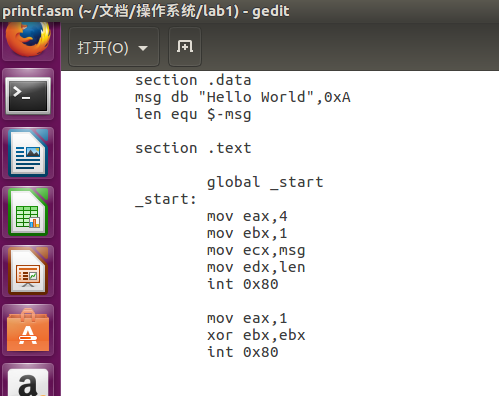 printf.asm (~/文档/操作系统/lab1) - gedit
打开(O)
section .data
msg db "Hello World",0xA
len equ $-msg
section .text
global _start
_start:
mov eax,4
mov ebx,1
mov ecx,msg
mov edx,len
int 0x80
mov eax,1
xor ebx,ebx
int 0x80